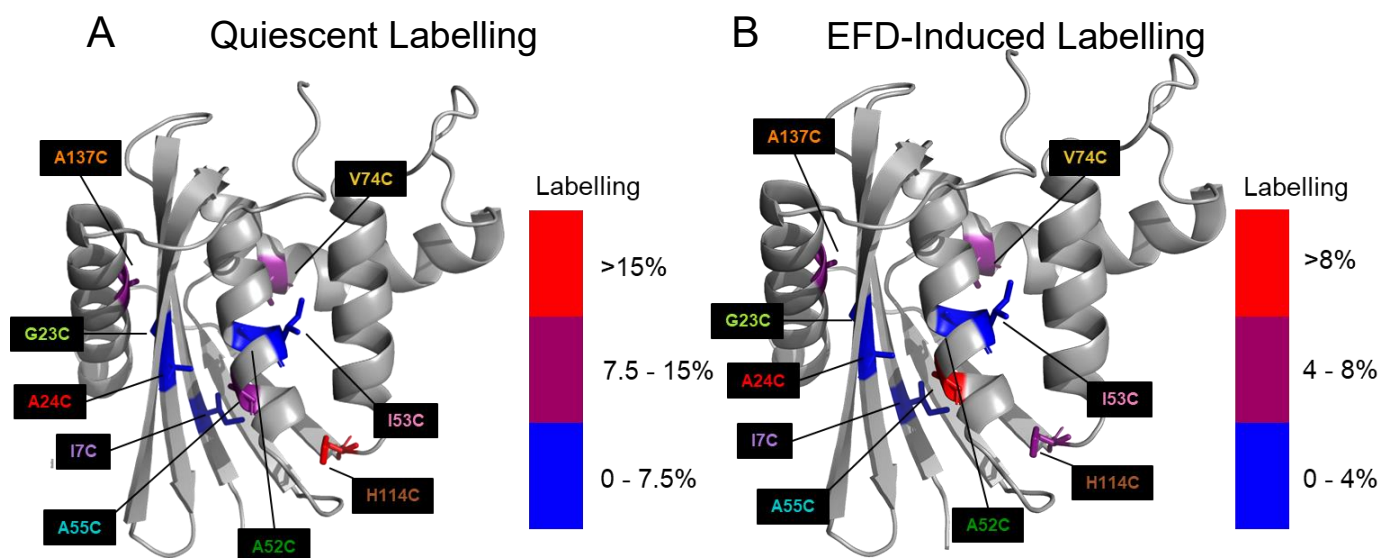 A Quiescent Labelling
A137C
V74C
Labelling
>15%
G23C
7.5 - 15%
A24C
I53C
I7C
0 - 7.5%
H114C
A55C
A52C
B EFD-Induced Labelling
A137C
V74C
Labelling
>8%
G23C
4 - 8%
A24C
I53C
I7C
0 - 4%
H114C
A55C
A52C